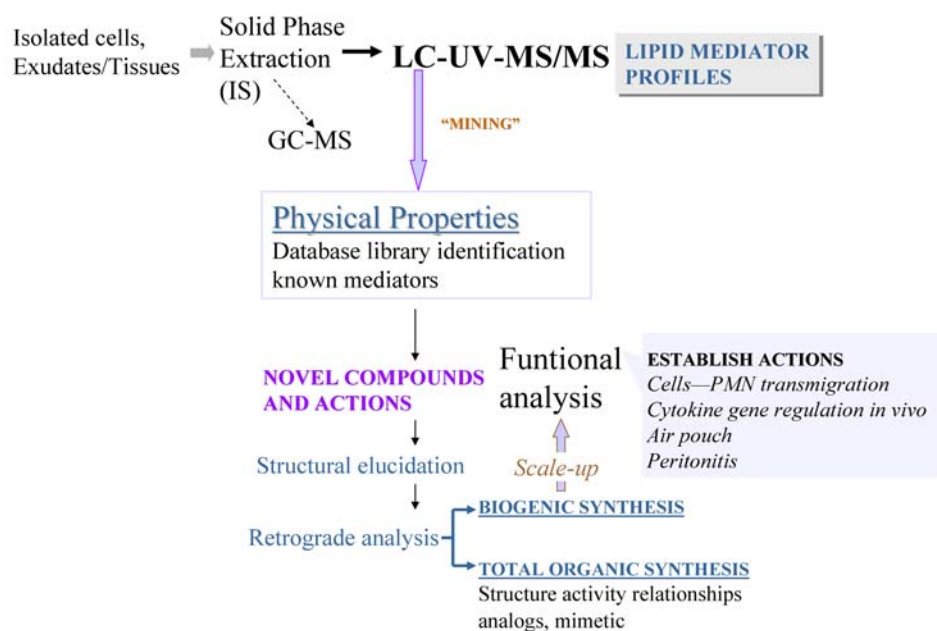 Isolated cells,
Exudates/Tissues
Solid Phase
Extraction
(IS)
LC-UV-MS/MS
LIPID MEDIATOR
PROFILES
GC-MS
“MINING”
Physical Properties
Database library identification
known mediators
NOVEL COMPOUNDS
AND ACTIONS
Funtional
analysis
ESTABLISH ACTIONS
Cells—PMN transmigration
Cytokine gene regulation in vivo
Air pouch
Peritonitis
Structural elucidation
Scale-up
Retrograde analysis
BIOGENIC SYNTHESIS
TOTAL ORGANIC SYNTHESIS
Structure activity relationships
analogs, mimetic